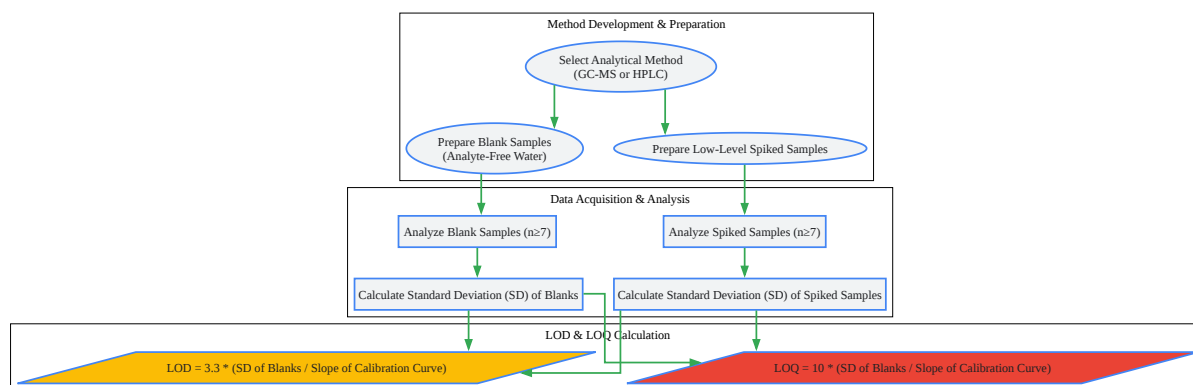 Method Development & Preparation
Select Analytical Method
(GC-MS or HPLC)
Prepare Blank Samples
(Analyte-Free Water)
Prepare Low-Level Spiked Samples
Data Acquisition & Analysis
Analyze Blank Samples (n≥7)
Analyze Spiked Samples (n≥7)
Calculate Standard Deviation (SD) of Blanks
Calculate Standard Deviation (SD) of Spiked Samples
LOD & LOQ Calculation
LOD = 3.3 * (SD of Blanks / Slope of Calibration Curve)
LOQ = 10 * (SD of Blanks / Slope of Calibration Curve)